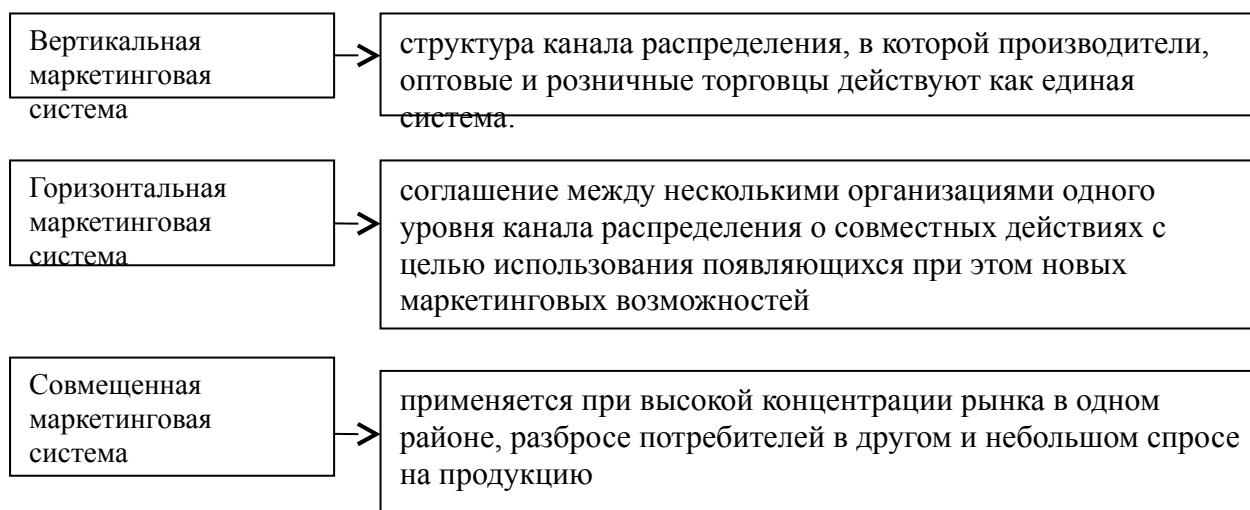 Вертикальная
маркетинговая
система
структура канала распределения, в которой производители,
оптовые и розничные торговцы действуют как единая
система.
Горизонтальная
маркетинговая
система
соглашение между несколькими организациями одного
уровня канала распределения о совместных действиях с
целью использования появляющихся при этом новых
маркетинговых возможностей
Совмещенная
маркетинговая
система
применяется при высокой концентрации рынка в одном
районе, разбросе потребителей в другом и небольшом спросе
на продукцию